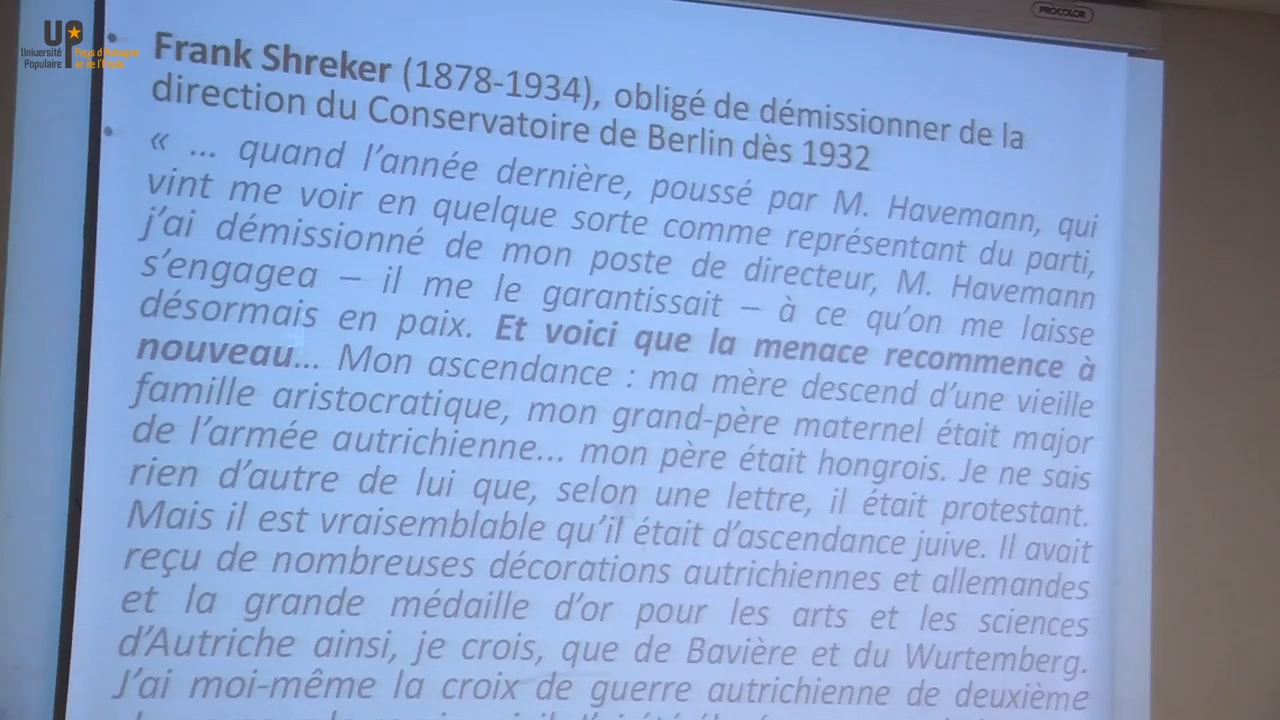 PROCOLOR
UP
Université
Populaire
Frank Shreker (1878-1934), obligé de démissionner de la
direction du Conservatoire de Berlin dès 1932
« ... quand l'année dernière, poussé par M. Havemann, qui
vint me voir en quelque sorte comme représentant du parti,
j'ai démissionné de mon poste de directeur, M. Havemann
s'engagea – il me le garantissait – à ce qu'on me laisse
désormais en paix. Et voici que la menace recommence à
nouveau... Mon ascendance : ma mère descend d'une vieille
famille aristocratique, mon grand-père maternel était major
de l'armée autrichienne... mon père était hongrois. Je ne sais
rien d'autre de lui que, selon une lettre, il était protestant.
Mais il est vraisemblable qu'il était d'ascendance juive. Il avait
reçu de nombreuses décorations autrichiennes et allemandes
et la grande médaille d'or pour les arts et les sciences
d'Autriche ainsi, je crois, que de Bavière et du Wurtemberg.
J'ai moi-même la croix de guerre autrichienne de deuxième